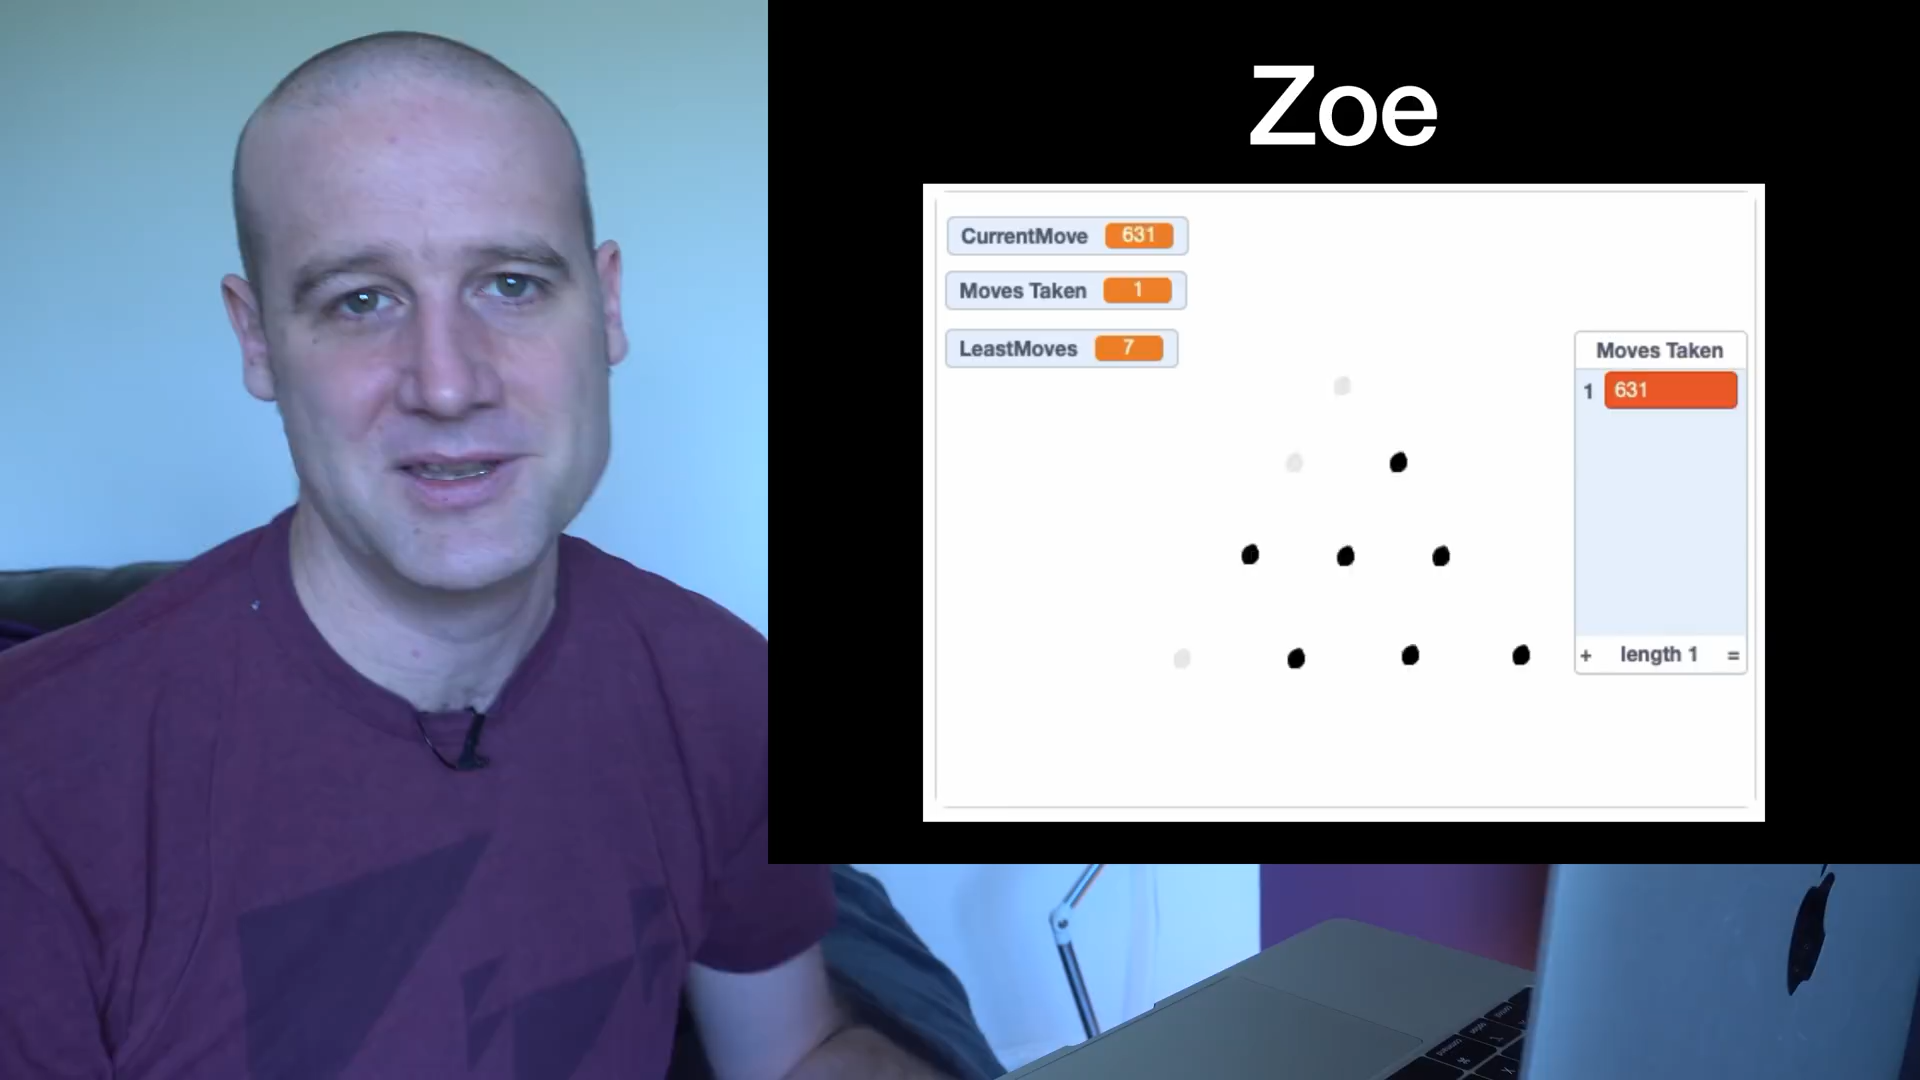 Zoe
CurrentMove 631
Moves Taken 1
LeastMoves 7
Moves Taken
1 631
+ length 1 =